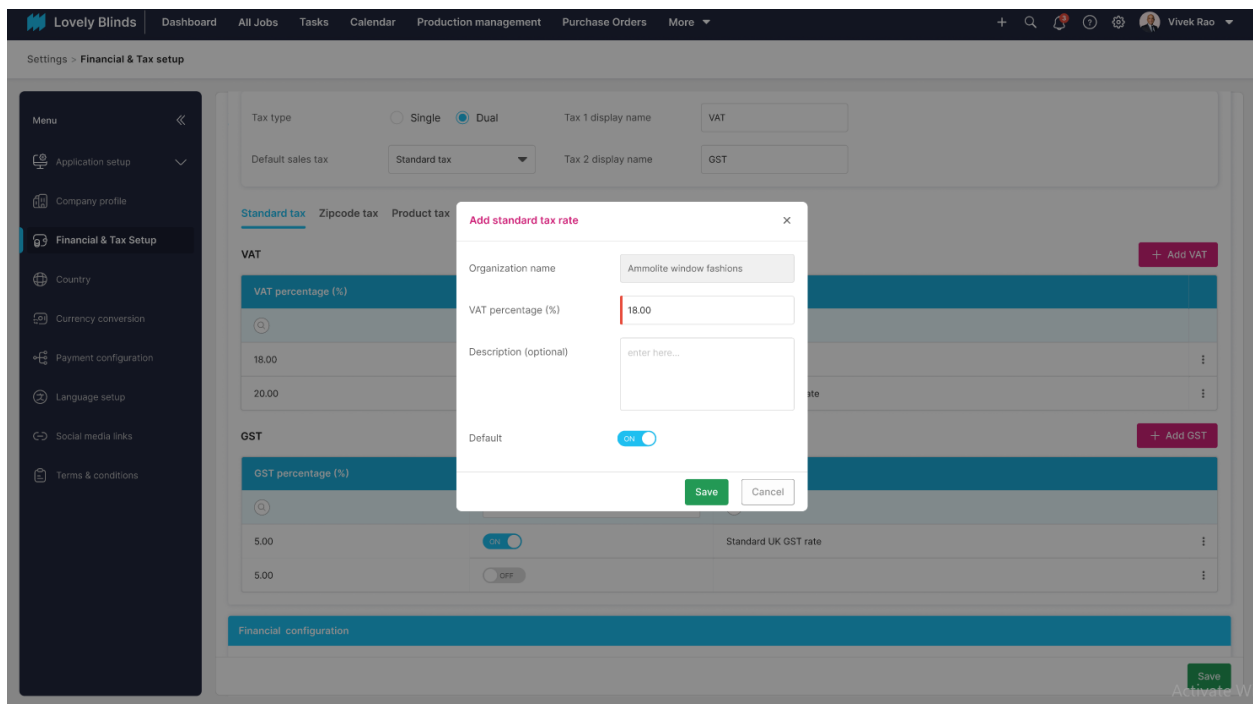 Lovely Blinds Dashboard All Jobs Tasks Calendar Production management Purchase Orders More Vivek Rao
3
Settings > Financial & Tax setup
Menu
Application setup
Company profile
Financial & Tax Setup
Country
Currency conversion
Payment configuration
Language setup
Social media links
Terms & conditions
Tax type Single Dual Tax 1 display name VAT
Default sales tax Standard tax Tax 2 display name GST
Standard tax Zipcode tax Product tax
VAT + Add VAT
VAT percentage (%)
18.00
20.00
GST + Add GST
GST percentage (%)
5.00 ON Standard UK GST rate
5.00 OFF
Financial configuration
Save
Add standard tax rate ×
Organization name Ammolite window fashions
VAT percentage (%) 18.00
Description (optional) enter here...
Default ON
Save Cancel